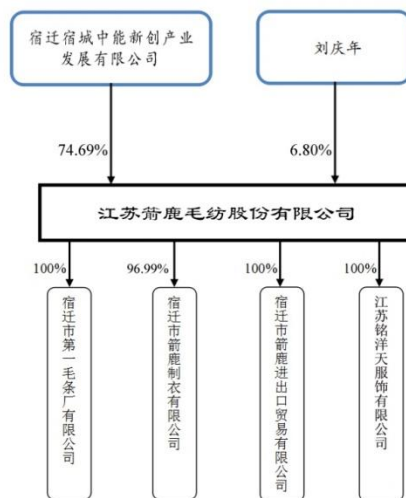 宿迁宿城中能新创产业
发展有限公司
刘庆年
74.69%
6.80%
江苏箭鹿毛纺股份有限公司
100%
96.99%
100%
100%
宿迁市第一毛条厂有限公司
宿迁市箭鹿制衣有限公司
宿迁市箭鹿进出口贸易有限公司
江苏铭洋天服饰有限公司